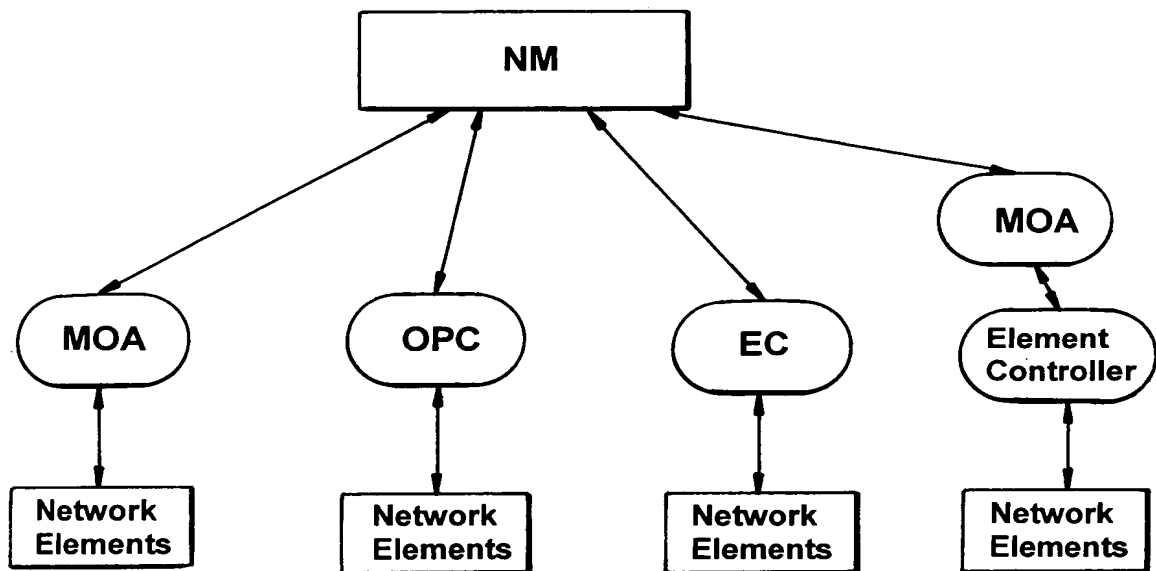 NM
MOA
MOA
OPC
EC
Element
Controller
Network
Elements
Network
Elements
Network
Elements
Network
Elements